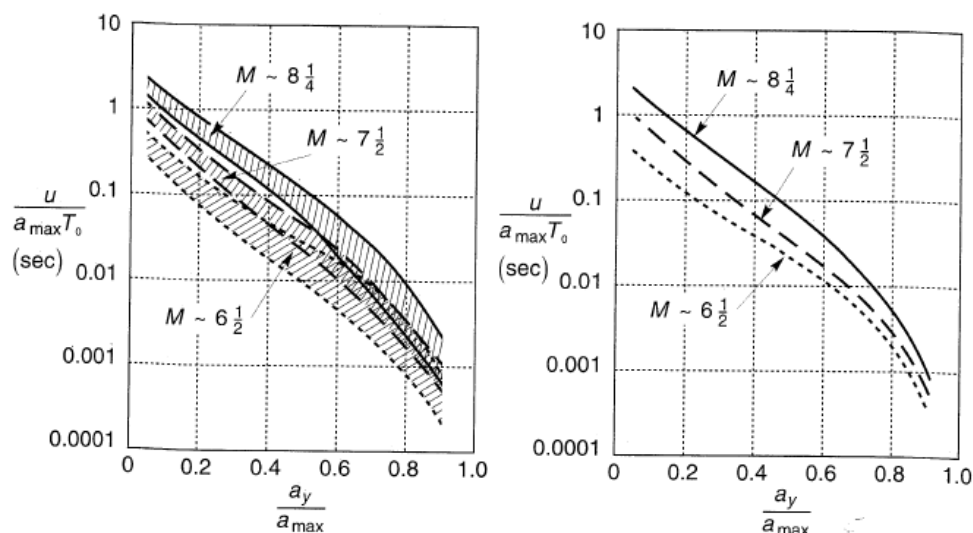 10
1
0.1
0.01
0.001
0.0001
u
a max T₀
(sec)
M ~ 8 1/4
M ~ 7 1/2
M ~ 6 1/2
0 0.2 0.4 0.6 0.8 1.0
a y
a max
10
1
0.1
0.01
0.001
0.0001
u
a max T₀
(sec)
M ~ 8 1/4
M ~ 7 1/2
M ~ 6 1/2
0 0.2 0.4 0.6 0.8 1.0
a y
a max